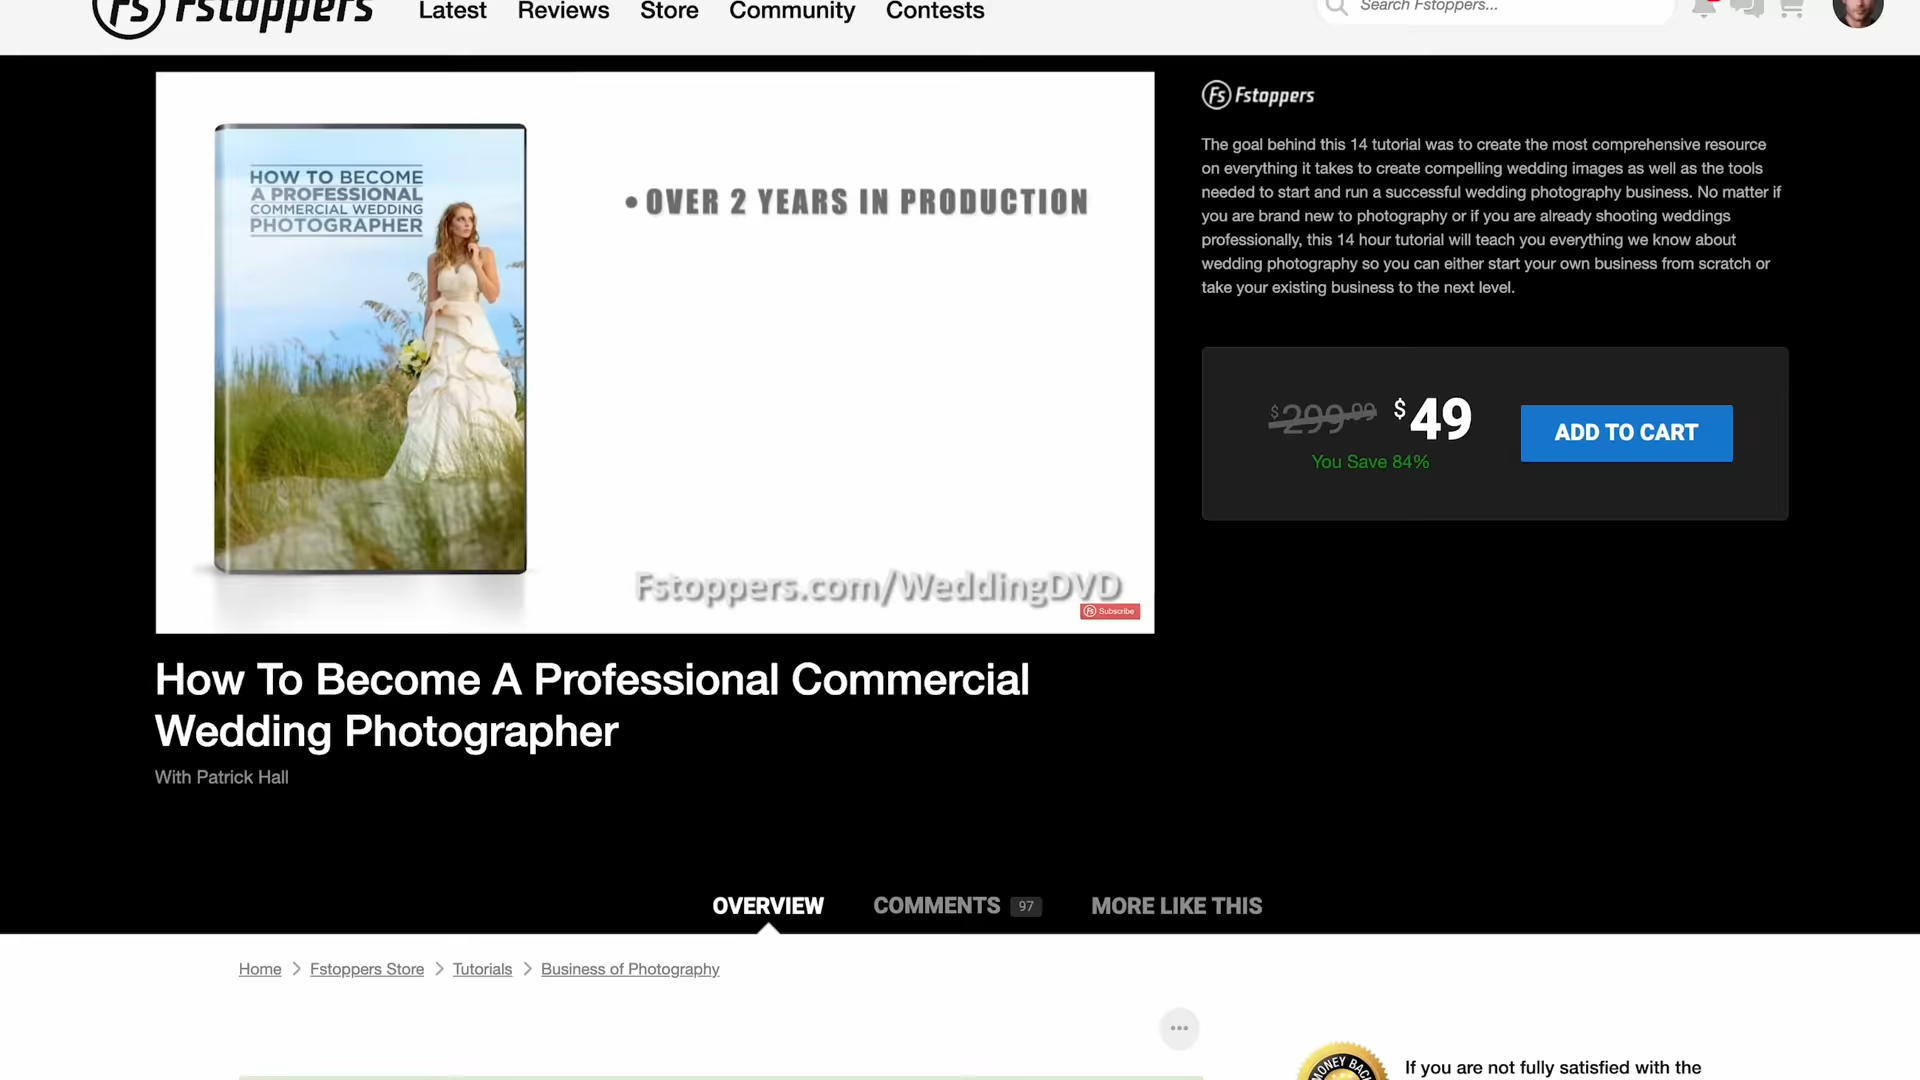 Fs Fstoppers
Latest Reviews Store Community Contests
Search Fstoppers...
HOW TO BECOME
A PROFESSIONAL
COMMERCIAL WEDDING
PHOTOGRAPHER
• OVER 2 YEARS IN PRODUCTION
Fstoppers.com/WeddingDVD
Fs Subscribe
Fs Fstoppers
The goal behind this 14 tutorial was to create the most comprehensive resource
on everything it takes to create compelling wedding images as well as the tools
needed to start and run a successful wedding photography business. No matter if
you are brand new to photography or if you are already shooting weddings
professionally, this 14 hour tutorial will teach you everything we know about
wedding photography so you can either start your own business from scratch or
take your existing business to the next level.
$299.99 $49
You Save 84%
ADD TO CART
How To Become A Professional Commercial
Wedding Photographer
With Patrick Hall
OVERVIEW COMMENTS 97 MORE LIKE THIS
Home > Fstoppers Store > Tutorials > Business of Photography
MONEY BACK
If you are not fully satisfied with the